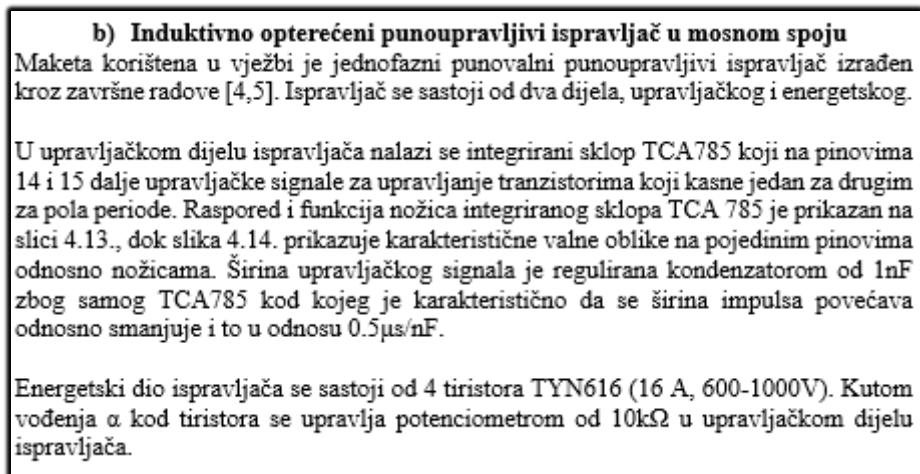 b) Induktivno opterećeni punoupravljivi ispravljač u mosnom spoju
Maketa korištena u vježbi je jednofazni punovalni punoupravljivi ispravljač izrađen
kroz završne radove [4,5]. Ispravljač se sastoji od dva dijela, upravljačkog i energetskog.
U upravljačkom dijelu ispravljača nalazi se integrirani sklop TCA785 koji na pinovima
14 i 15 dalje upravljačke signale za upravljanje tranzistorima koji kasne jedan za drugim
za pola periode. Raspored i funkcija nožica integriranog sklopa TCA 785 je prikazan na
slici 4.13., dok slika 4.14. prikazuje karakteristične valne oblike na pojedinim pinovima
odnosno nožicama. Širina upravljačkog signala je regulirana kondenzatorom od 1nF
zbog samog TCA785 kod kojeg je karakteristično da se širina impulsa povećava
odnosno smanjuje i to u odnosu 0.5µs/nF.
Energetski dio ispravljača se sastoji od 4 tiristora TYN616 (16 A, 600-1000V). Kutom
vođenja α kod tiristora se upravlja potenciometrom od 10kΩ u upravljačkom dijelu
ispravljača.